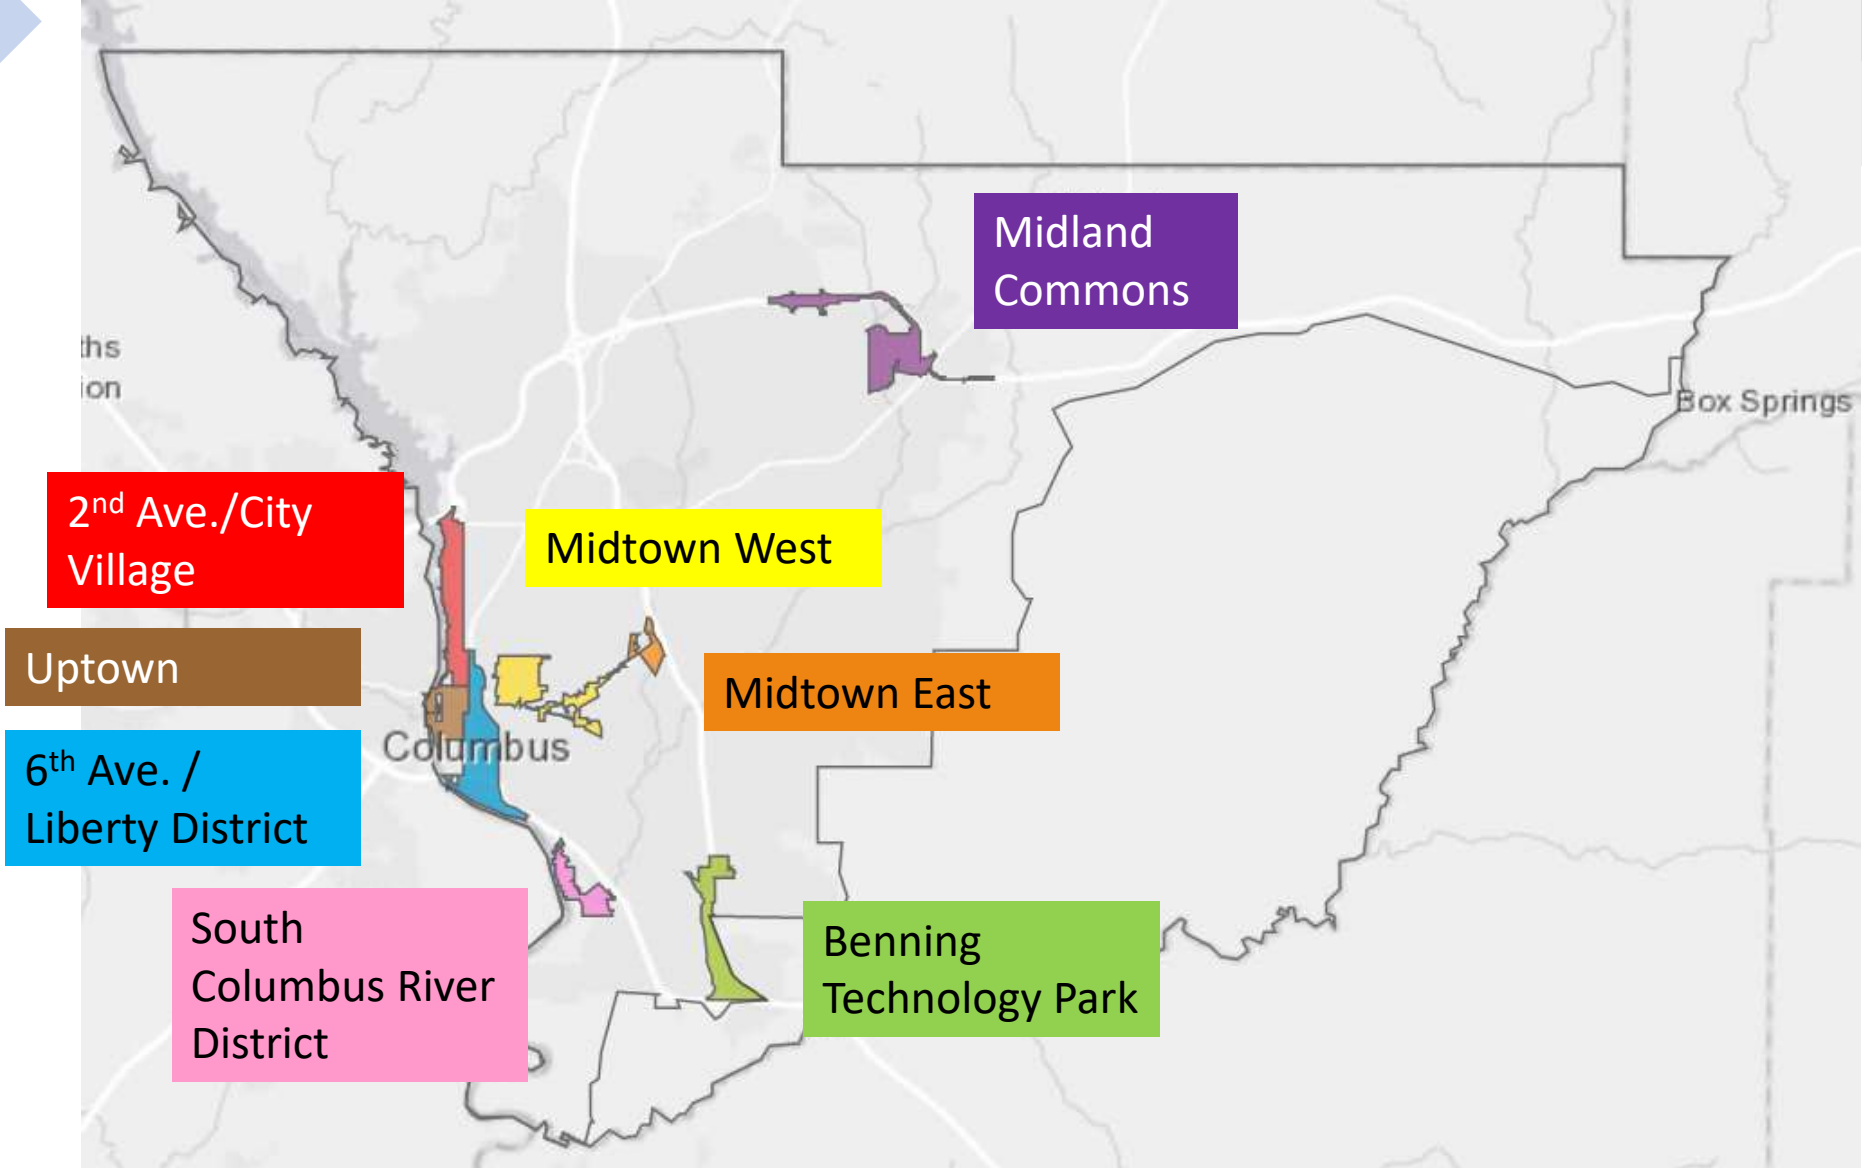 Midland
Commons
ths
ion
Box Springs
2nd Ave./City
Village
Midtown West
Uptown
Midtown East
Columbus
6th Ave. /
Liberty District
South
Columbus River
District
Benning
Technology Park